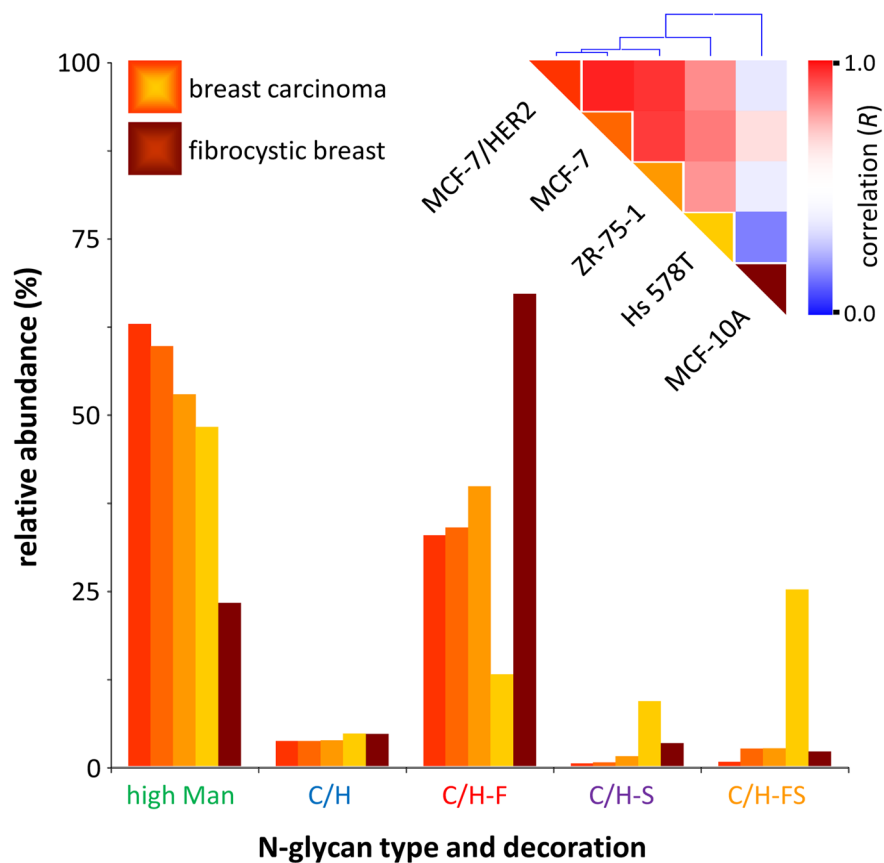 breast carcinoma
fibrocystic breast
MCF-7/HER2
MCF-7
ZR-75-1
Hs 578T
MCF-10A
1.0
0.0
correlation (R)
relative abundance (%)
100
75
50
25
0
high Man
C/H
C/H-F
C/H-S
C/H-FS
N-glycan type and decoration